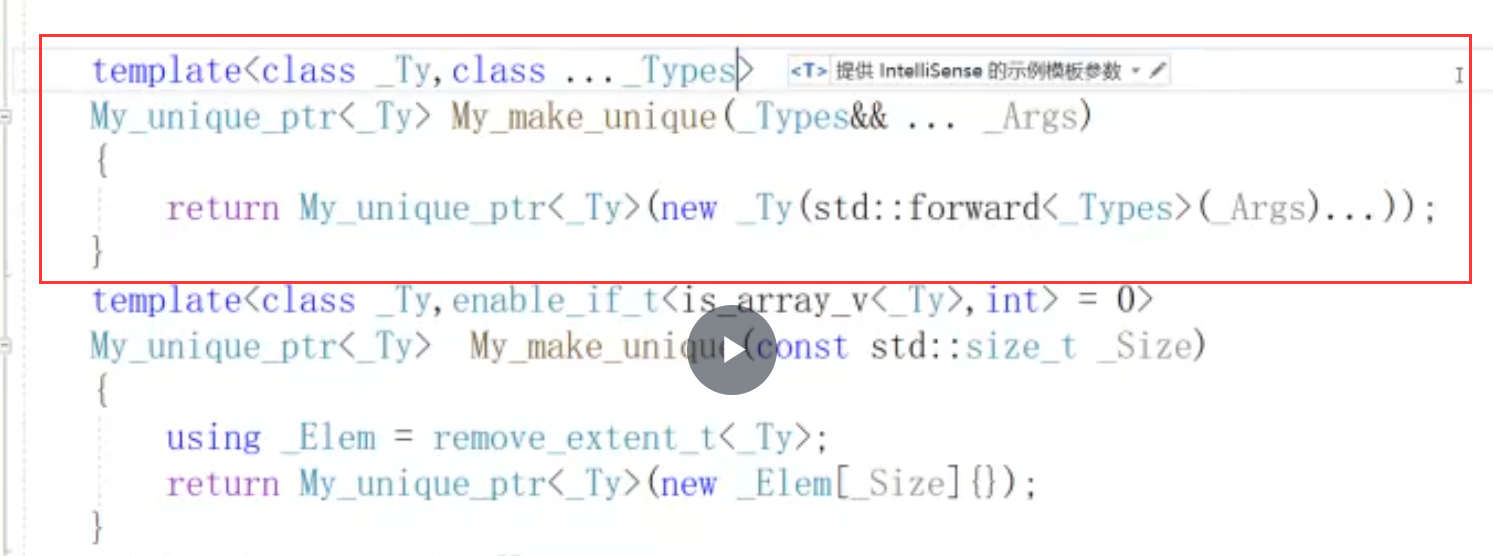 template<class _Ty,class ... _Types> <T> 提供 IntelliSense 的示例模板参数
My_unique_ptr<_Ty> My_make_unique(_Types&& ... _Args)
{
return My_unique_ptr<_Ty>(new _Ty(std::forward<_Types>(_Args)...));
}
template<class _Ty,enable_if_t<is_array_v<_Ty>,int> = 0>
My_unique_ptr<_Ty> My_make_unique(const std::size_t _Size)
{
using _Elem = remove_extent_t<_Ty>;
return My_unique_ptr<_Ty>(new _Elem[_Size]{});
}